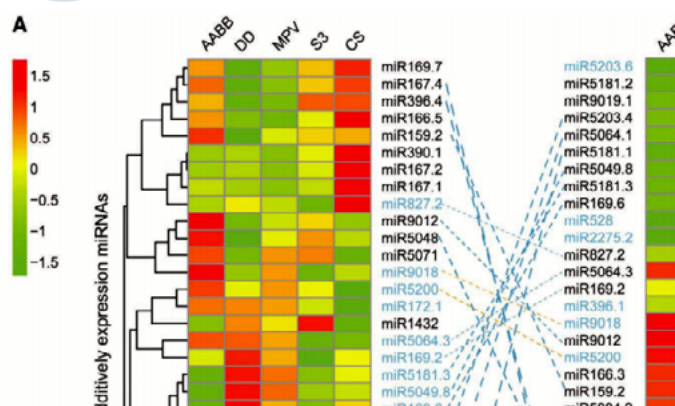 A
AABB DD MPV S3 CS
1.5
1
0.5
0
−0.5
−1
−1.5
dditively expression miRNAs
miR169.7
miR167.4
miR396.4
miR166.5
miR159.2
miR390.1
miR167.2
miR167.1
miR827.2
miR9012
miR5048
miR5071
miR9018
miR5200
miR172.1
miR1432
miR5064.3
miR169.2
miR5181.3
miR5049.8
miR5203.6
miR5181.2
miR9019.1
miR5203.4
miR5064.1
miR5181.1
miR5049.8
miR5181.3
miR169.6
miR528
miR2275.2
miR827.2
miR5064.3
miR169.2
miR396.1
miR9018
miR9012
miR5200
miR166.3
miR159.2